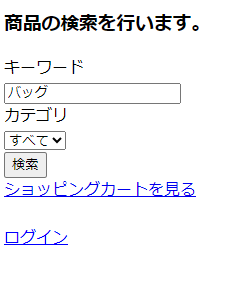 商品の検索を行います。
キーワード
バッグ
カテゴリ
すべて
検索
ショッピングカートを見る
ログイン